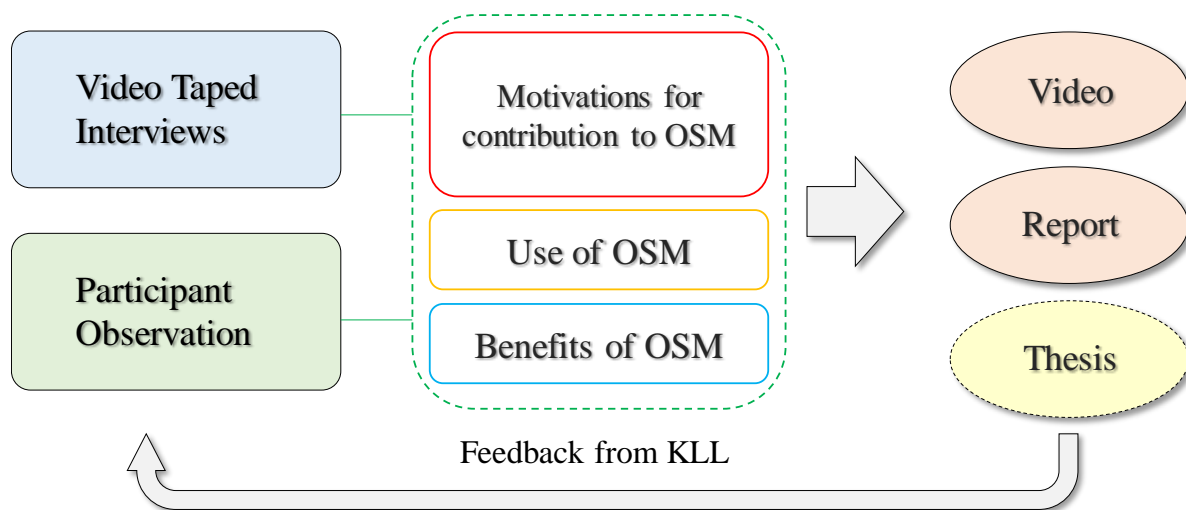 Video Taped
Interviews
Participant
Observation
Motivations for
contribution to OSM
Use of OSM
Benefits of OSM
Video
Report
Thesis
Feedback from KLL